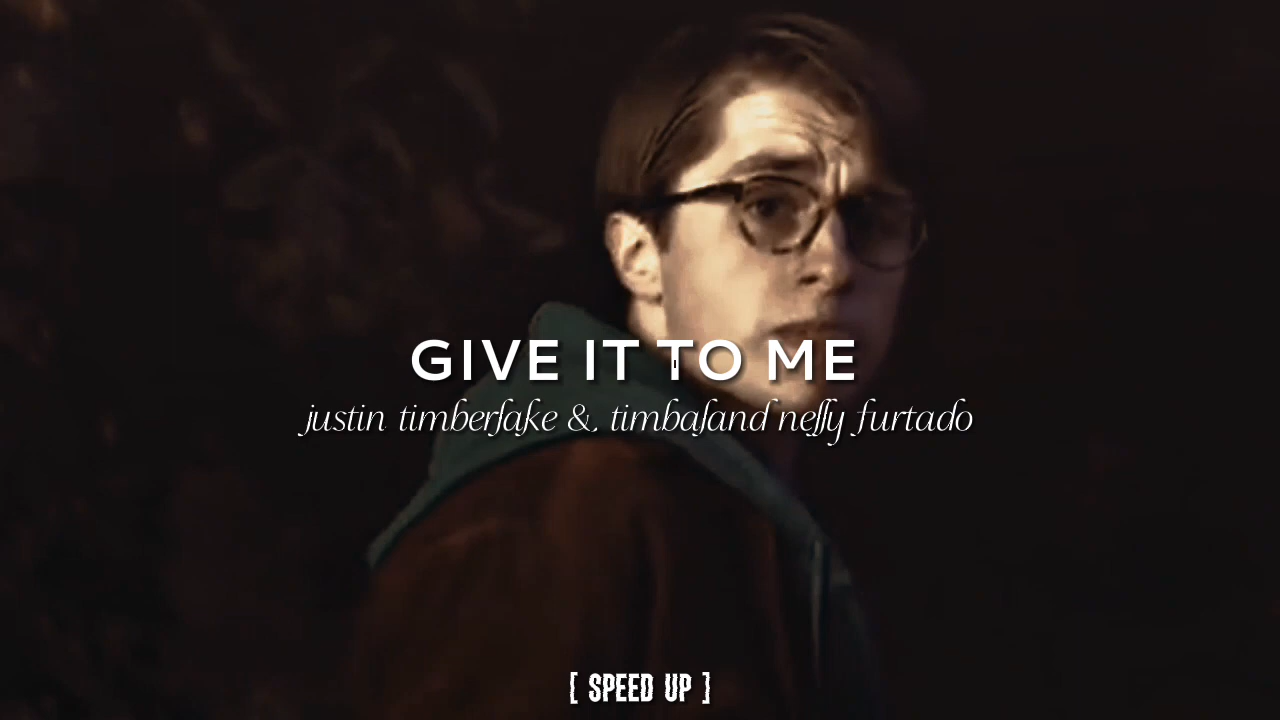 GIVE IT TO ME
justin timberlake & timbaland nelly furtado
[ SPEED UP ]